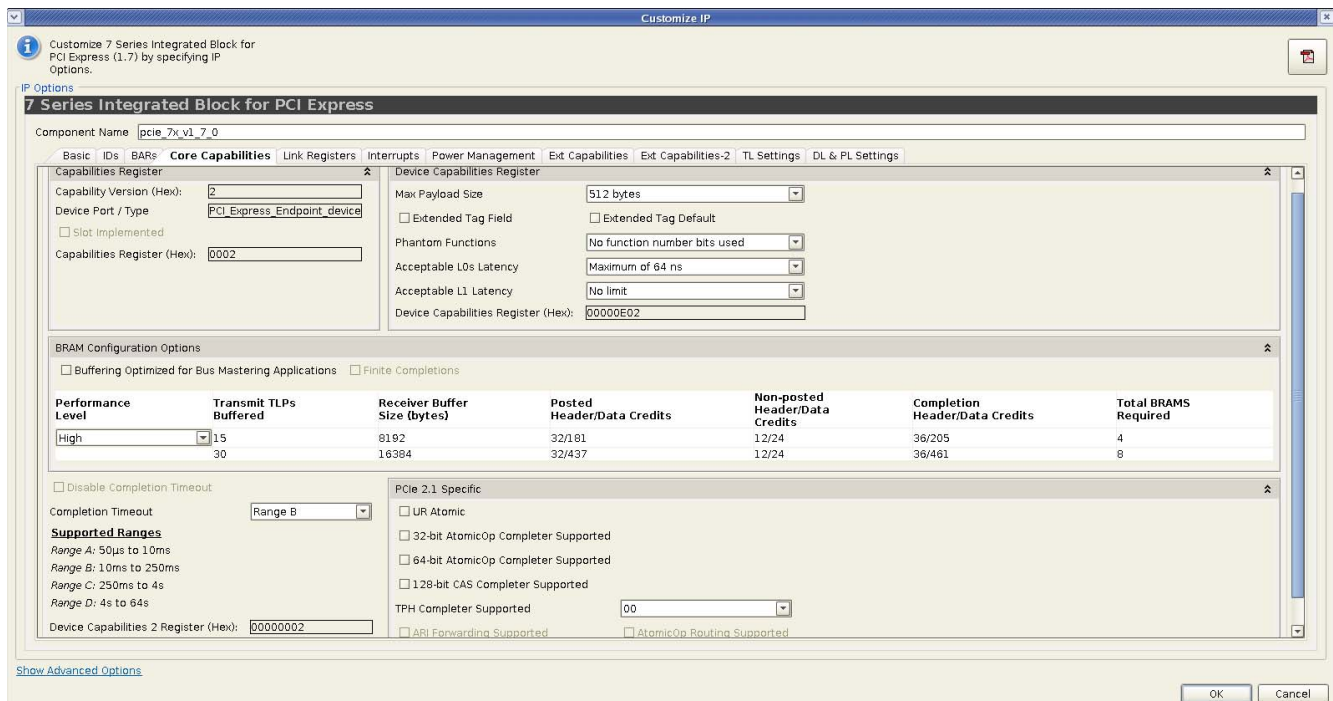 Customize IP
Customize 7 Series Integrated Block for
PCI Express (1.7) by specifying IP
Options.
IP Options
7 Series Integrated Block for PCI Express
Component Name pcie_7x_v1_7_0
Basic IDs BARs Core Capabilities Link Registers Interrupts Power Management Ext Capabilities Ext Capabilities-2 TL Settings DL & PL Settings
Capabilities Register
Capability Version (Hex): 2
Device Port / Type PCI_Express_Endpoint_device
Slot Implemented
Capabilities Register (Hex): 0002
Device Capabilities Register
Max Payload Size 512 bytes
Extended Tag Field Extended Tag Default
Phantom Functions No function number bits used
Acceptable L0s Latency Maximum of 64 ns
Acceptable L1 Latency No limit
Device Capabilities Register (Hex): 00000E02
BRAM Configuration Options
Buffering Optimized for Bus Mastering Applications Finite Completions
Performance Level Transmit TLPs Buffered Receiver Buffer Size (bytes) Posted Header/Data Credits Non-posted Header/Data Credits Completion Header/Data Credits Total BRAMS Required
High 15 8192 32/181 12/24 36/205 4
30 16384 32/437 12/24 36/461 8
Disable Completion Timeout
Completion Timeout Range B
Supported Ranges
Range A: 50µs to 10ms
Range B: 10ms to 250ms
Range C: 250ms to 4s
Range D: 4s to 64s
Device Capabilities 2 Register (Hex): 00000002
PCIe 2.1 Specific
UR Atomic
32-bit AtomicOp Completer Supported
64-bit AtomicOp Completer Supported
128-bit CAS Completer Supported
TPH Completer Supported 00
ARI Forwarding Supported AtomicOp Routing Supported
Show Advanced Options
OK Cancel